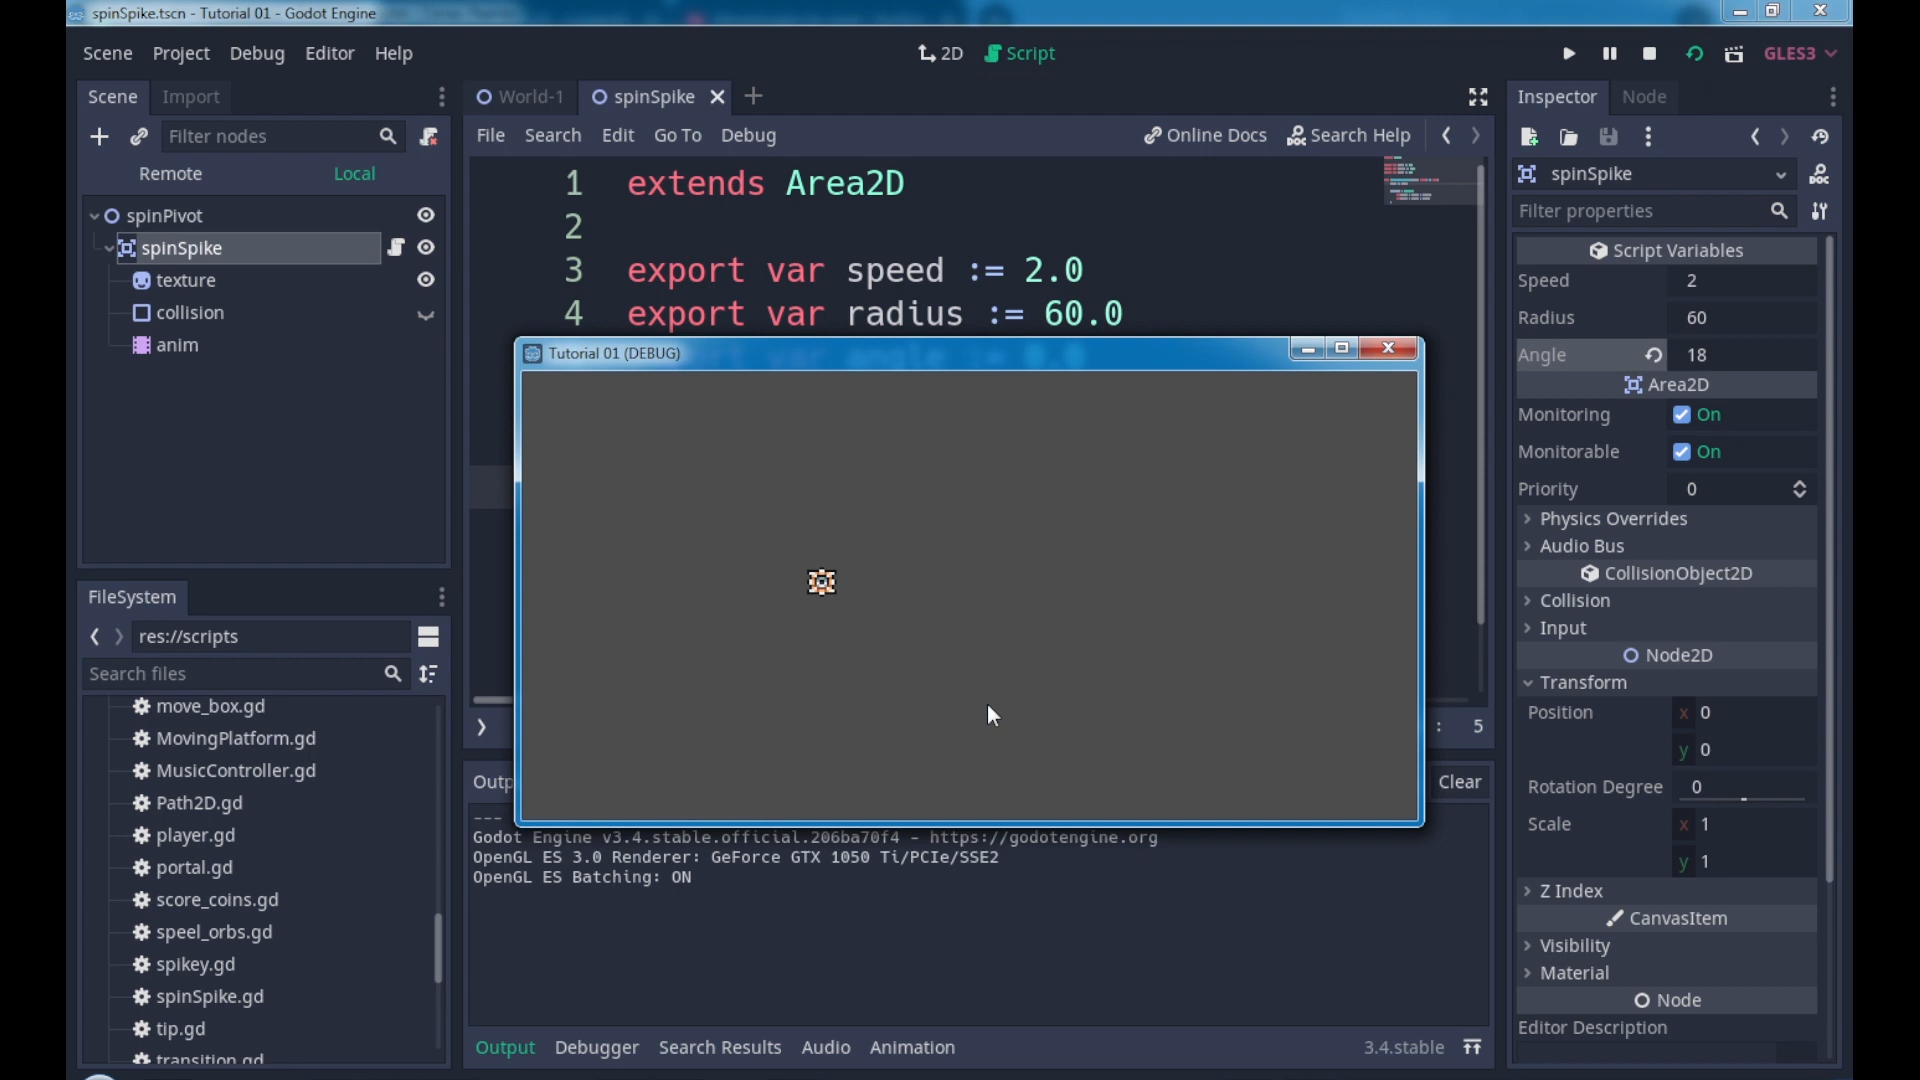 spinSpike.tscn - Tutorial 01 - Godot Engine
Scene Project Debug Editor Help
2D Script
GLES3
Scene Import
Filter nodes
Remote Local
spinPivot
spinSpike
texture
collision
anim
FileSystem
res://scripts
Search files
move_box.gd
MovingPlatform.gd
MusicController.gd
Path2D.gd
player.gd
portal.gd
score_coins.gd
speel_orbs.gd
spikey.gd
spinSpike.gd
tip.gd
transition.gd
World-1 spinSpike
File Search Edit Go To Debug
Online Docs Search Help
1 extends Area2D
2
3 export var speed := 2.0
4 export var radius := 60.0
Tutorial 01 (DEBUG)
: 5
Outp
Clear
---
Godot Engine v3.4.stable.official.206ba70f4 - https://godotengine.org
OpenGL ES 3.0 Renderer: GeForce GTX 1050 Ti/PCIe/SSE2
OpenGL ES Batching: ON
Output Debugger Search Results Audio Animation
3.4.stable
Inspector Node
spinSpike
Filter properties
Script Variables
Speed 2
Radius 60
Angle 18
Area2D
Monitoring On
Monitorable On
Priority 0
Physics Overrides
Audio Bus
CollisionObject2D
Collision
Input
Node2D
Transform
Position x 0
y 0
Rotation Degree 0
Scale x 1
y 1
Z Index
CanvasItem
Visibility
Material
Node
Editor Description